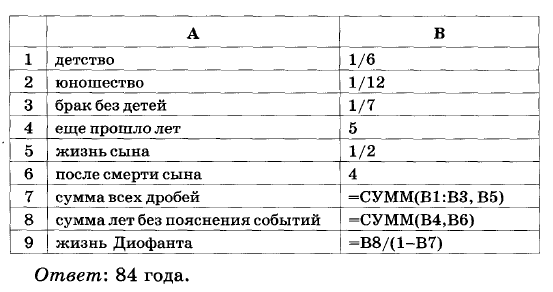 A B
1 детство 1/6
2 юношество 1/12
3 брак без детей 1/7
4 еще прошло лет 5
5 жизнь сына 1/2
6 после смерти сына 4
7 сумма всех дробей =СУММ(B1:B3, B5)
8 сумма лет без пояснения событий =СУММ(B4,B6)
9 жизнь Диофанта =B8/(1–B7)
Ответ: 84 года.